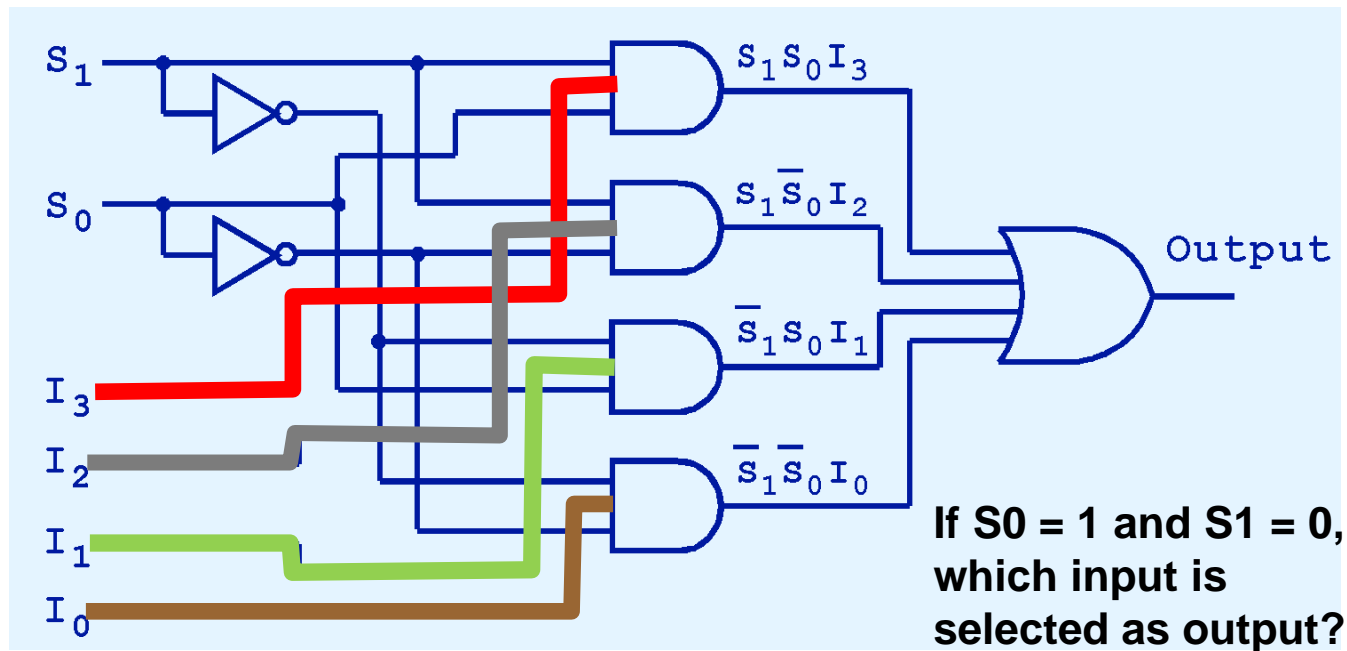 S1
S1S0I3
S0
S1S̅0I2
Output
S̅1S0I1
I3
I2
S̅1S̅0I0
I1
I0
If S0 = 1 and S1 = 0,
which input is
selected as output?